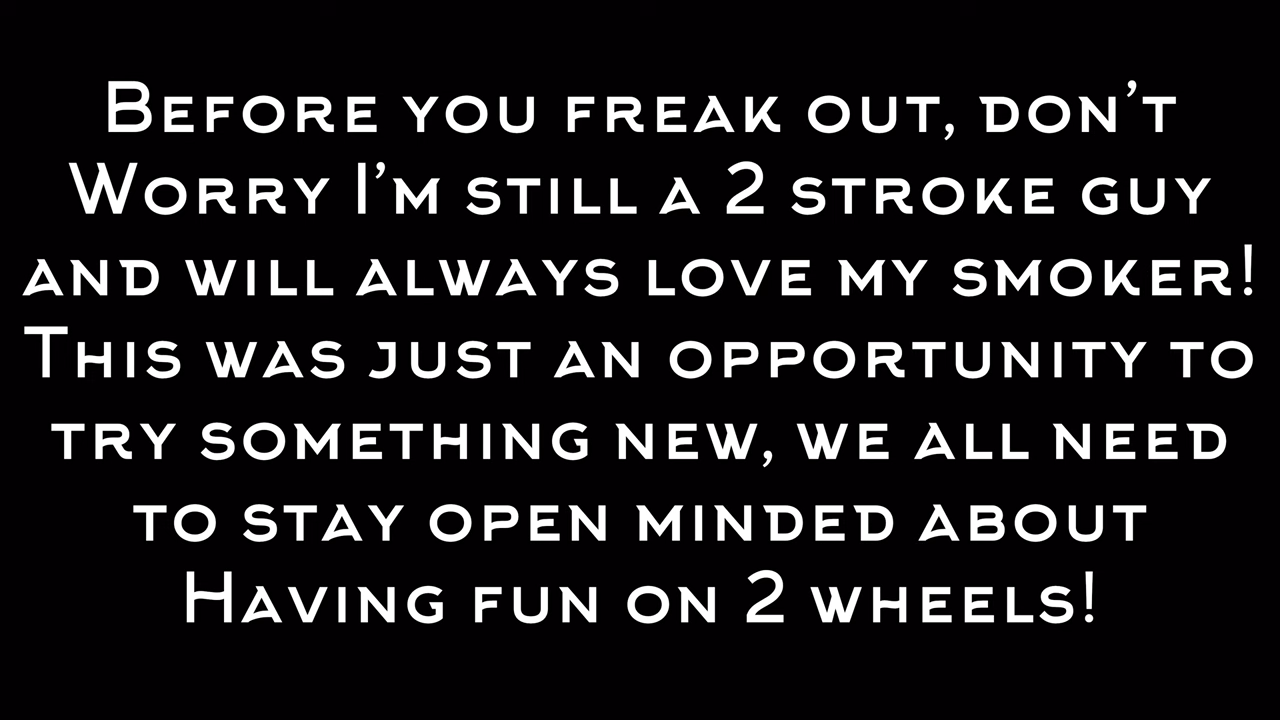 Before you freak out, don't
Worry I'm still a 2 stroke guy
and will always love my smoker!
This was just an opportunity to
try something new, we all need
to stay open minded about
Having fun on 2 wheels!